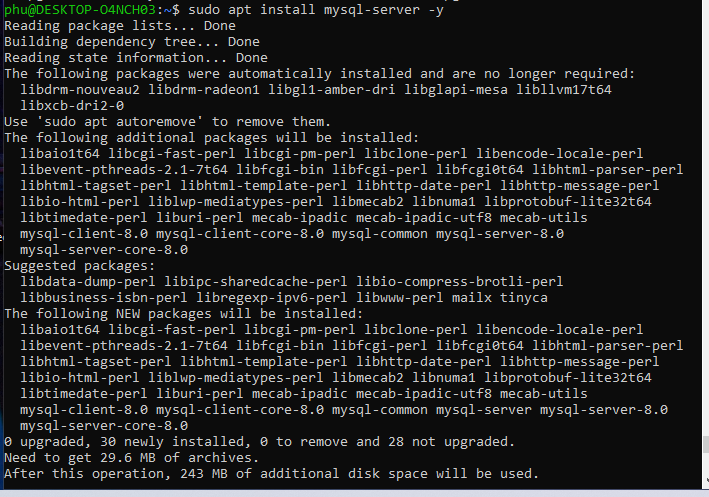 phu@DESKTOP-O4NCH03:~$ sudo apt install mysql-server -y
Reading package lists... Done
Building dependency tree... Done
Reading state information... Done
The following packages were automatically installed and are no longer required:
  libdrm-nouveau2 libdrm-radeon1 libgl1-amber-dri libglapi-mesa libllvm17t64
  libxcb-dri2-0
Use 'sudo apt autoremove' to remove them.
The following additional packages will be installed:
  libaio1t64 libcgi-fast-perl libcgi-pm-perl libclone-perl libencode-locale-perl
  libevent-pthreads-2.1-7t64 libfcgi-bin libfcgi-perl libfcgi0t64 libhtml-parser-perl
  libhtml-tagset-perl libhtml-template-perl libhttp-date-perl libhttp-message-perl
  libio-html-perl liblwp-mediatypes-perl libmecab2 libnuma1 libprotobuf-lite32t64
  libtimedate-perl liburi-perl mecab-ipadic mecab-ipadic-utf8 mecab-utils
  mysql-client-8.0 mysql-client-core-8.0 mysql-common mysql-server-8.0
  mysql-server-core-8.0
Suggested packages:
  libdata-dump-perl libipc-sharedcache-perl libio-compress-brotli-perl
  libbusiness-isbn-perl libregexp-ipv6-perl libwww-perl mailx tinyca
The following NEW packages will be installed:
  libaio1t64 libcgi-fast-perl libcgi-pm-perl libclone-perl libencode-locale-perl
  libevent-pthreads-2.1-7t64 libfcgi-bin libfcgi-perl libfcgi0t64 libhtml-parser-perl
  libhtml-tagset-perl libhtml-template-perl libhttp-date-perl libhttp-message-perl
  libio-html-perl liblwp-mediatypes-perl libmecab2 libnuma1 libprotobuf-lite32t64
  libtimedate-perl liburi-perl mecab-ipadic mecab-ipadic-utf8 mecab-utils
  mysql-client-8.0 mysql-client-core-8.0 mysql-common mysql-server mysql-server-8.0
  mysql-server-core-8.0
0 upgraded, 30 newly installed, 0 to remove and 28 not upgraded.
Need to get 29.6 MB of archives.
After this operation, 243 MB of additional disk space will be used.